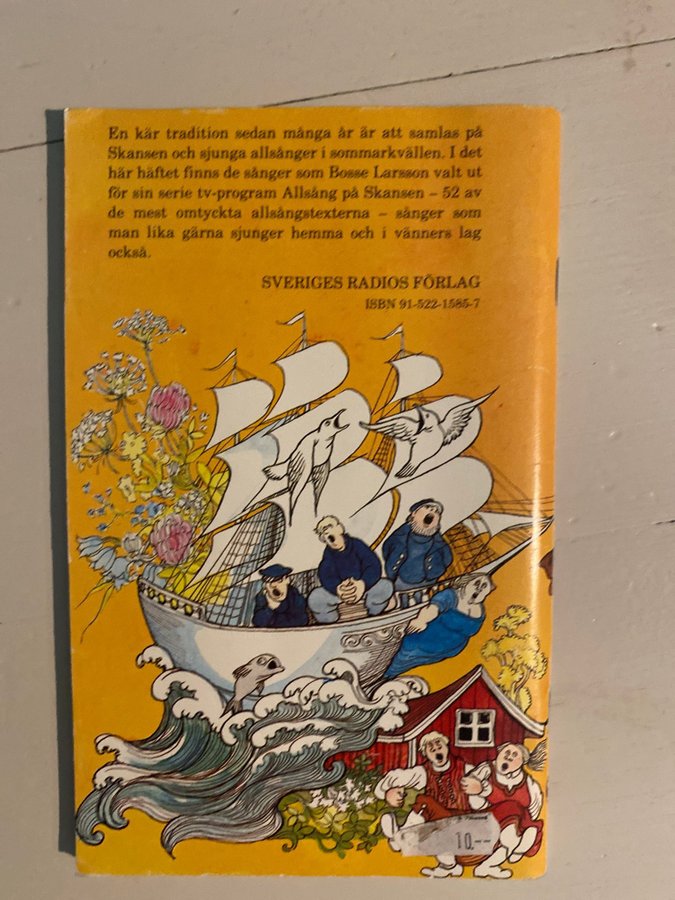 En kär tradition sedan många år är att samlas på
Skansen och sjunga allsånger i sommarkvällen. I det
här häftet finns de sånger som Bosse Larsson valt ut
för sin serie tv-program Allsång på Skansen – 52 av
de mest omtyckta allsångstexterna – sånger som
man lika gärna sjunger hemma och i vänners lag
också.
SVERIGES RADIOS FÖRLAG
ISBN 91-522-1585-7
10.--